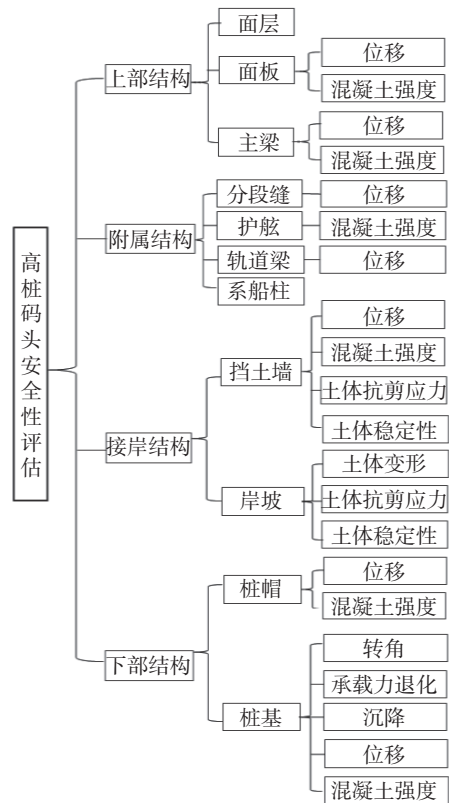 高桩码头安全性评估
上部结构
面层
面板
位移
混凝土强度
主梁
位移
混凝土强度
附属结构
分段缝
位移
护舷
混凝土强度
轨道梁
位移
系船柱
接岸结构
挡土墙
位移
混凝土强度
土体抗剪应力
土体稳定性
岸坡
土体变形
土体抗剪应力
土体稳定性
下部结构
桩帽
位移
混凝土强度
桩基
转角
承载力退化
沉降
位移
混凝土强度